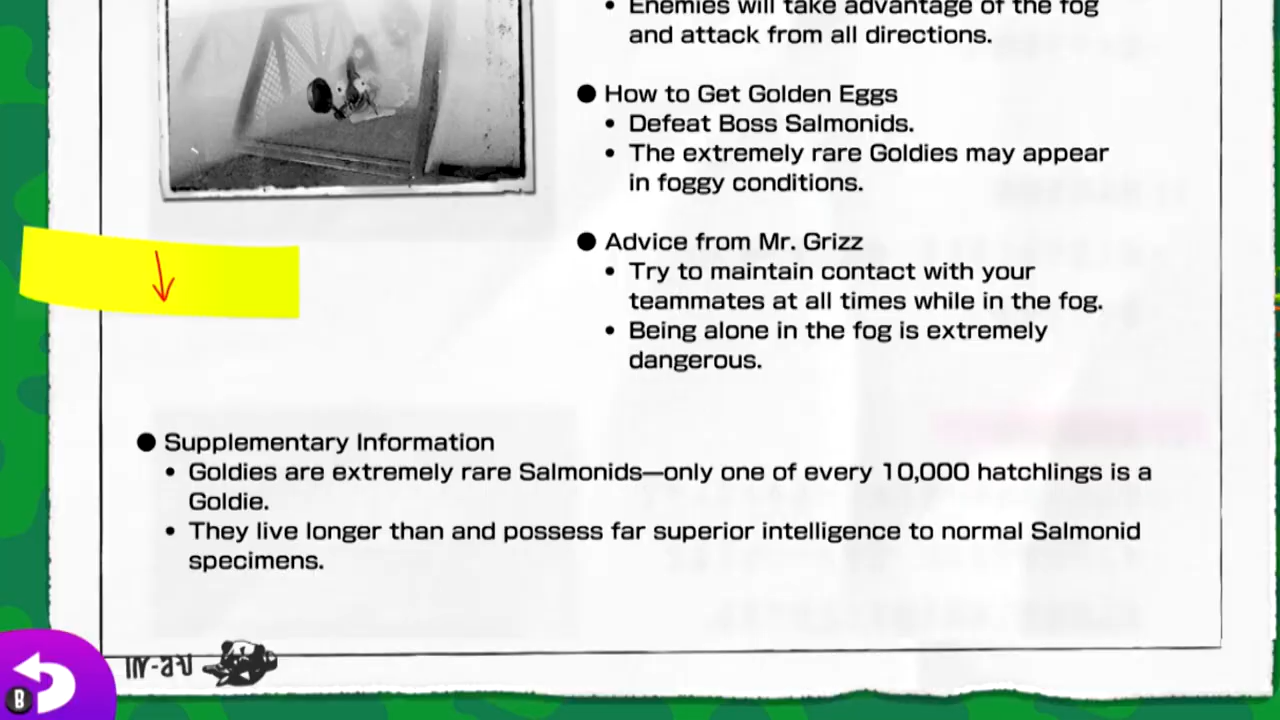 • Enemies will take advantage of the fog
and attack from all directions.
● How to Get Golden Eggs
• Defeat Boss Salmonids.
• The extremely rare Goldies may appear
in foggy conditions.
● Advice from Mr. Grizz
• Try to maintain contact with your
teammates at all times while in the fog.
• Being alone in the fog is extremely
dangerous.
● Supplementary Information
• Goldies are extremely rare Salmonids—only one of every 10,000 hatchlings is a
Goldie.
• They live longer than and possess far superior intelligence to normal Salmonid
specimens.
B